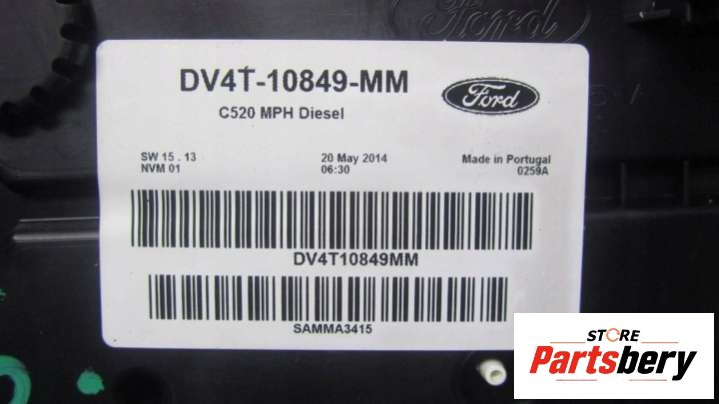 Ford
DV4T-10849-MM
Ford
C520 MPH Diesel
SW 15 . 13 20 May 2014 Made in Portugal
NVM 01 06:30 0259A
DV4T10849MM
SAMMA3415
STORE
Partsbery